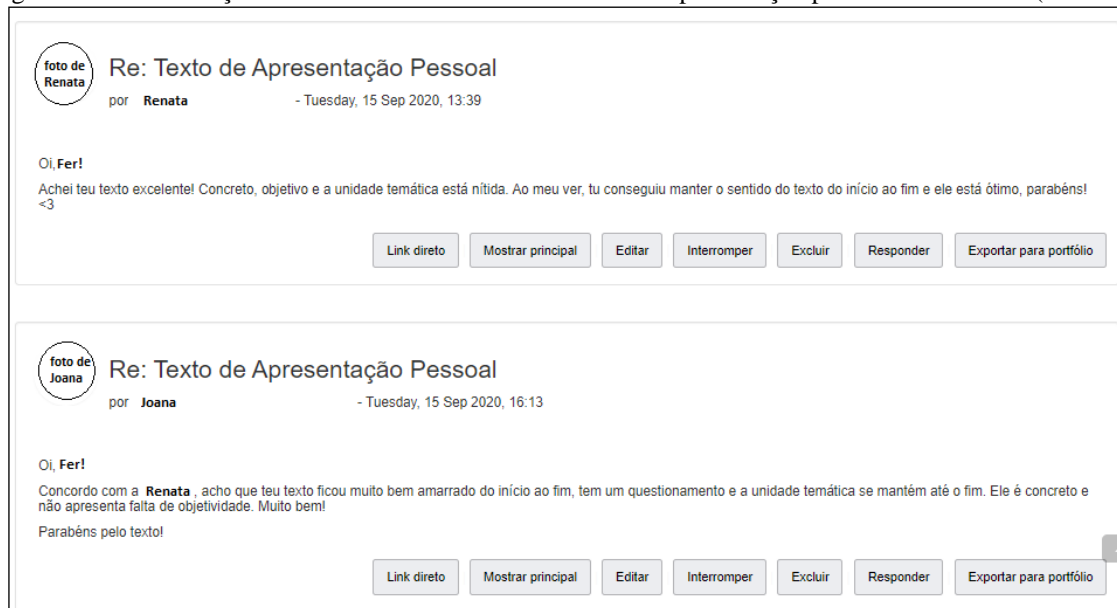 foto de
Renata
Re: Texto de Apresentação Pessoal
por Renata - Tuesday, 15 Sep 2020, 13:39
Oi, Fer!
Achei teu texto excelente! Concreto, objetivo e a unidade temática está nítida. Ao meu ver, tu conseguiu manter o sentido do texto do início ao fim e ele está ótimo, parabéns!
<3
Link direto Mostrar principal Editar Interromper Excluir Responder Exportar para portfólio
foto de
Joana
Re: Texto de Apresentação Pessoal
por Joana - Tuesday, 15 Sep 2020, 16:13
Oi, Fer!
Concordo com a Renata , acho que teu texto ficou muito bem amarrado do início ao fim, tem um questionamento e a unidade temática se mantém até o fim. Ele é concreto e
não apresenta falta de objetividade. Muito bem!
Parabéns pelo texto!
Link direto Mostrar principal Editar Interromper Excluir Responder Exportar para portfólio